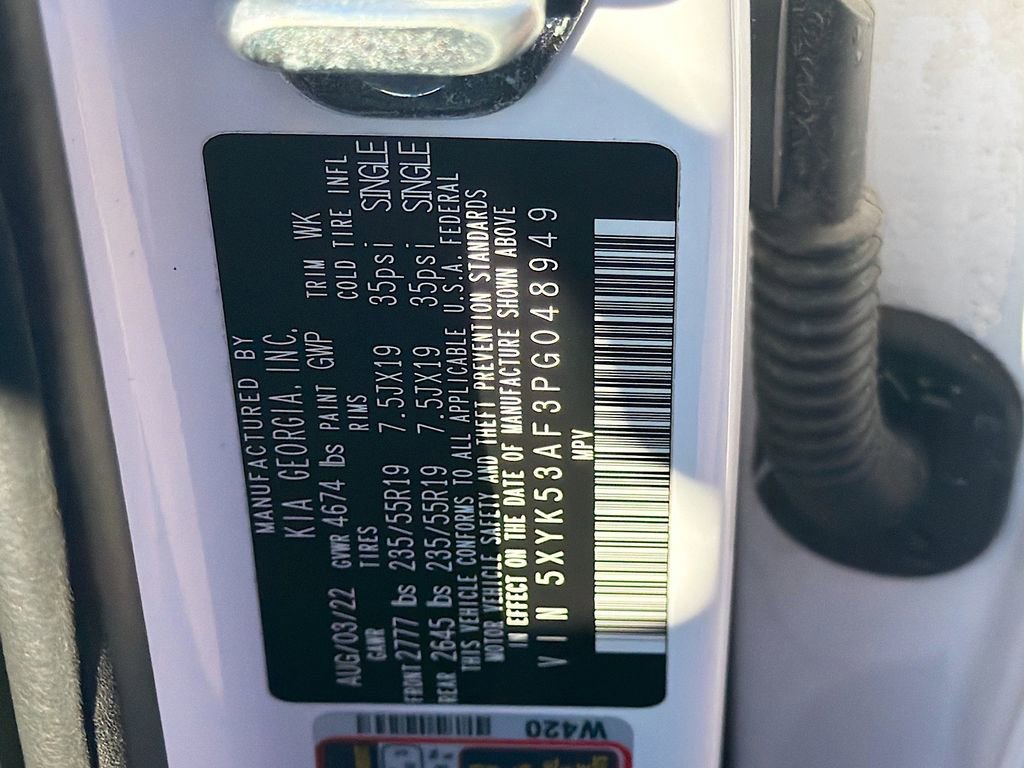 MANUFACTURED BY
KIA GEORGIA, INC.
AUG/03/22 GVWR 4674 lbs PAINT GWP TRIM WK
GAWR TIRES RIMS COLD TIRE INFL
FRONT 2777 lbs 235/55R19 7.5JX19 35psi SINGLE
REAR 2645 lbs 235/55R19 7.5JX19 35psi SINGLE
THIS VEHICLE CONFORMS TO ALL APPLICABLE U.S.A. FEDERAL
MOTOR VEHICLE SAFETY AND THEFT PREVENTION STANDARDS
IN EFFECT ON THE DATE OF MANUFACTURE SHOWN ABOVE
VIN 5XYK53AF3PG048949
MPV
W420